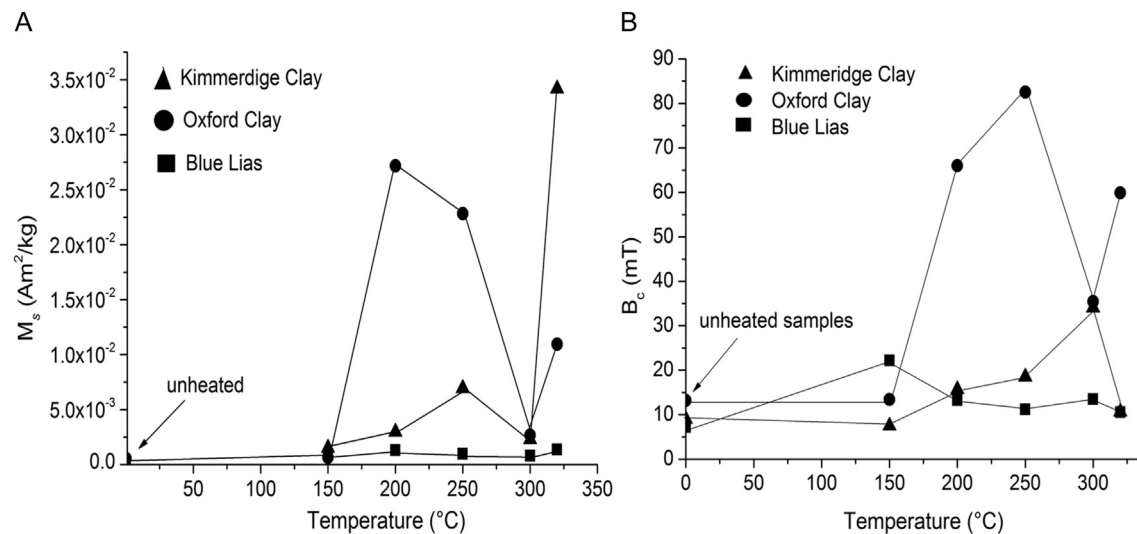 A
Kimmerdige Clay
Oxford Clay
Blue Lias
3.5x10⁻²
3.0x10⁻²
2.5x10⁻²
2.0x10⁻²
1.5x10⁻²
1.0x10⁻²
5.0x10⁻³
0.0
Mₛ (Am²/kg)
unheated
50
100
150
200
250
300
350
Temperature (°C)
B
Kimmeridge Clay
Oxford Clay
Blue Lias
90
80
70
60
50
40
30
20
10
0
B_c (mT)
unheated samples
0
50
100
150
200
250
300
Temperature (°C)